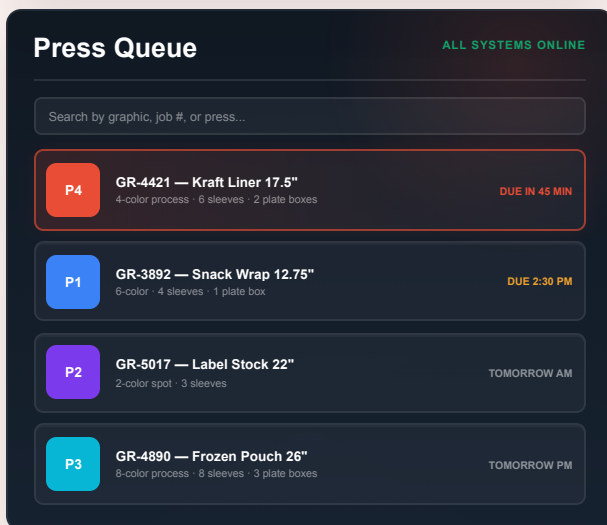 Press Queue
ALL SYSTEMS ONLINE
Search by graphic, job #, or press...
P4
GR-4421 — Kraft Liner 17.5"
4-color process · 6 sleeves · 2 plate boxes
DUE IN 45 MIN
P1
GR-3892 — Snack Wrap 12.75"
6-color · 4 sleeves · 1 plate box
DUE 2:30 PM
P2
GR-5017 — Label Stock 22"
2-color spot · 3 sleeves
TOMORROW AM
P3
GR-4890 — Frozen Pouch 26"
8-color process · 8 sleeves · 3 plate boxes
TOMORROW PM